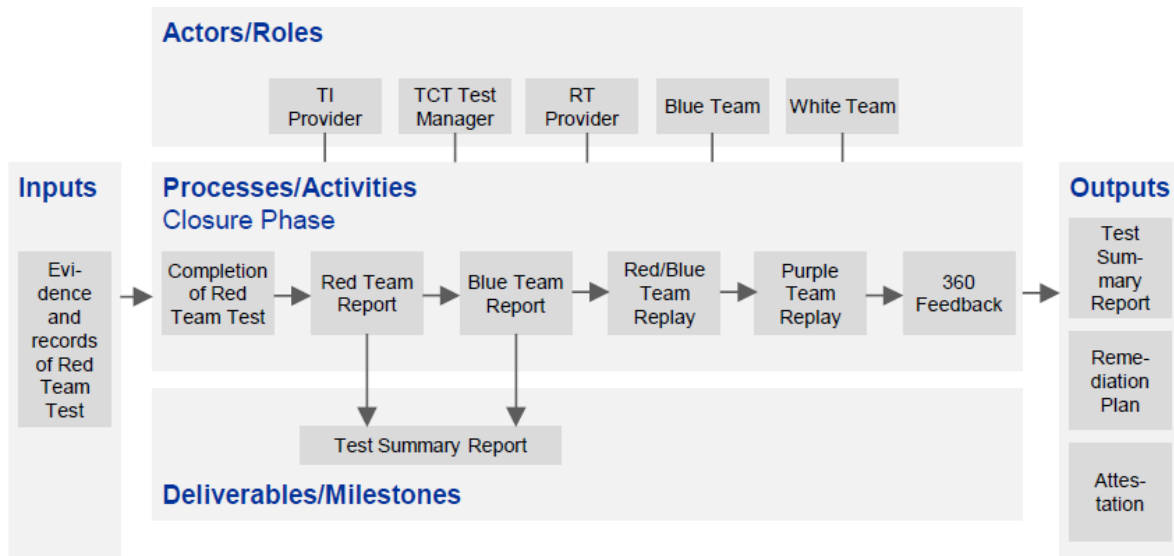 Actors/Roles
TI
Provider
TCT Test
Manager
RT
Provider
Blue Team
White Team
Inputs
Evi-
dence
and
records
of Red
Team
Test
Processes/Activities
Closure Phase
Completion
of Red
Team Test
Red Team
Report
Blue Team
Report
Red/Blue
Team
Replay
Purple
Team
Replay
360
Feedback
Test Summary Report
Deliverables/Milestones
Outputs
Test
Sum-
mary
Report
Reme-
diation
Plan
Attes-
tation